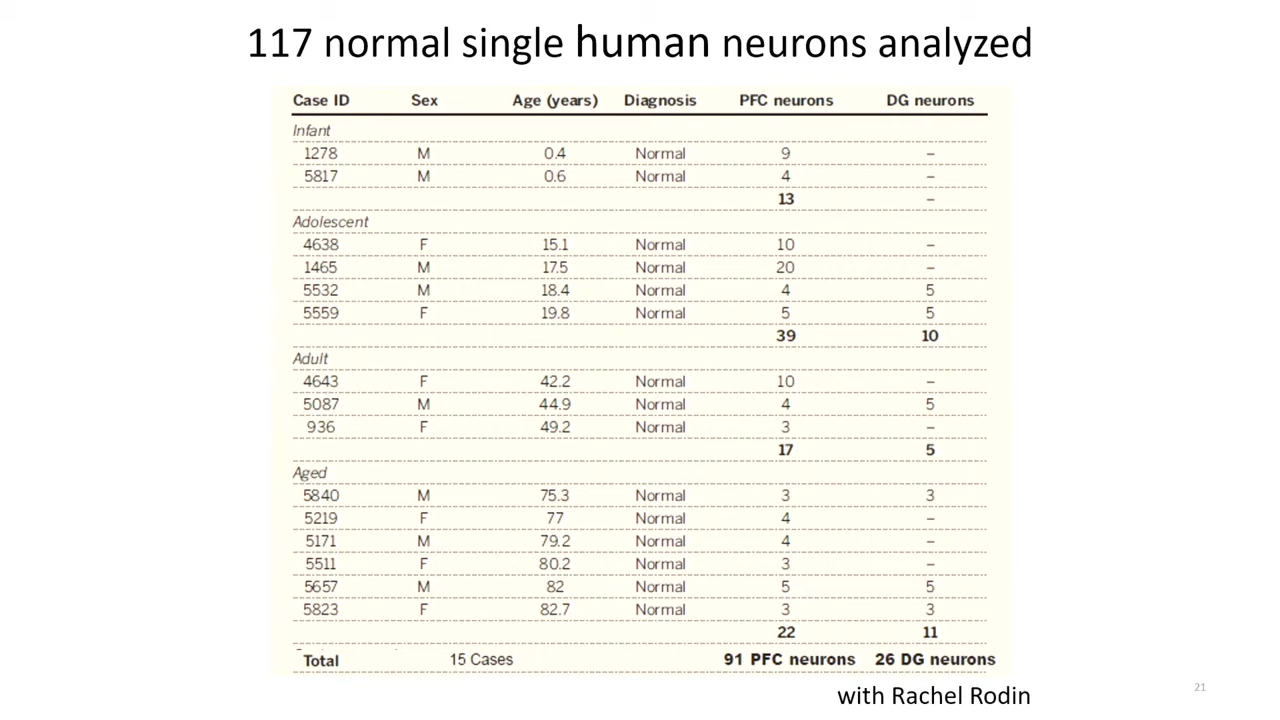 117 normal single human neurons analyzed
Case ID Sex Age (years) Diagnosis PFC neurons DG neurons
Infant
1278 M 0.4 Normal 9 –
5817 M 0.6 Normal 4 –
13 –
Adolescent
4638 F 15.1 Normal 10 –
1465 M 17.5 Normal 20 –
5532 M 18.4 Normal 4 5
5559 F 19.8 Normal 5 5
39 10
Adult
4643 F 42.2 Normal 10 –
5087 M 44.9 Normal 4 5
936 F 49.2 Normal 3 –
17 5
Aged
5840 M 75.3 Normal 3 3
5219 F 77 Normal 4 –
5171 M 79.2 Normal 4 –
5511 F 80.2 Normal 3 –
5657 M 82 Normal 5 5
5823 F 82.7 Normal 3 3
22 11
Total 15 Cases 91 PFC neurons 26 DG neurons
with Rachel Rodin
21